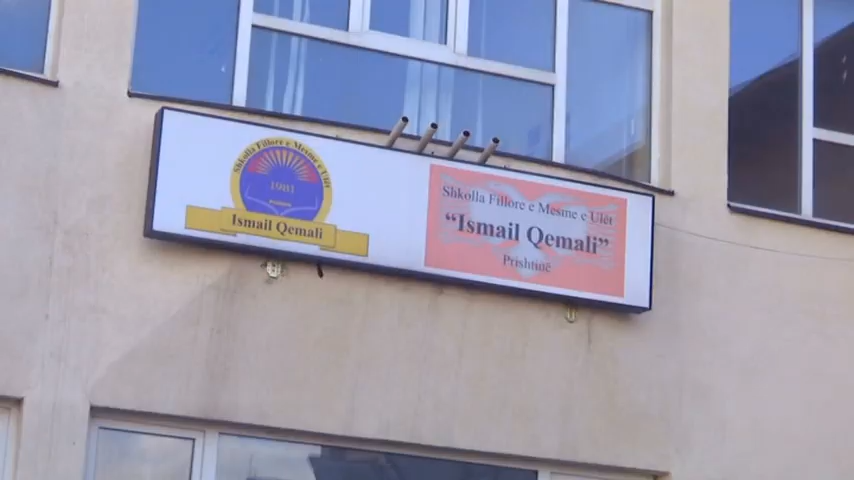 Shkolla Fillore e Mesme e Ulët
1981
Ismail Qemali
Shkolla Fillore e Mesme e Ulët
“Ismail Qemali”
Prishtinë